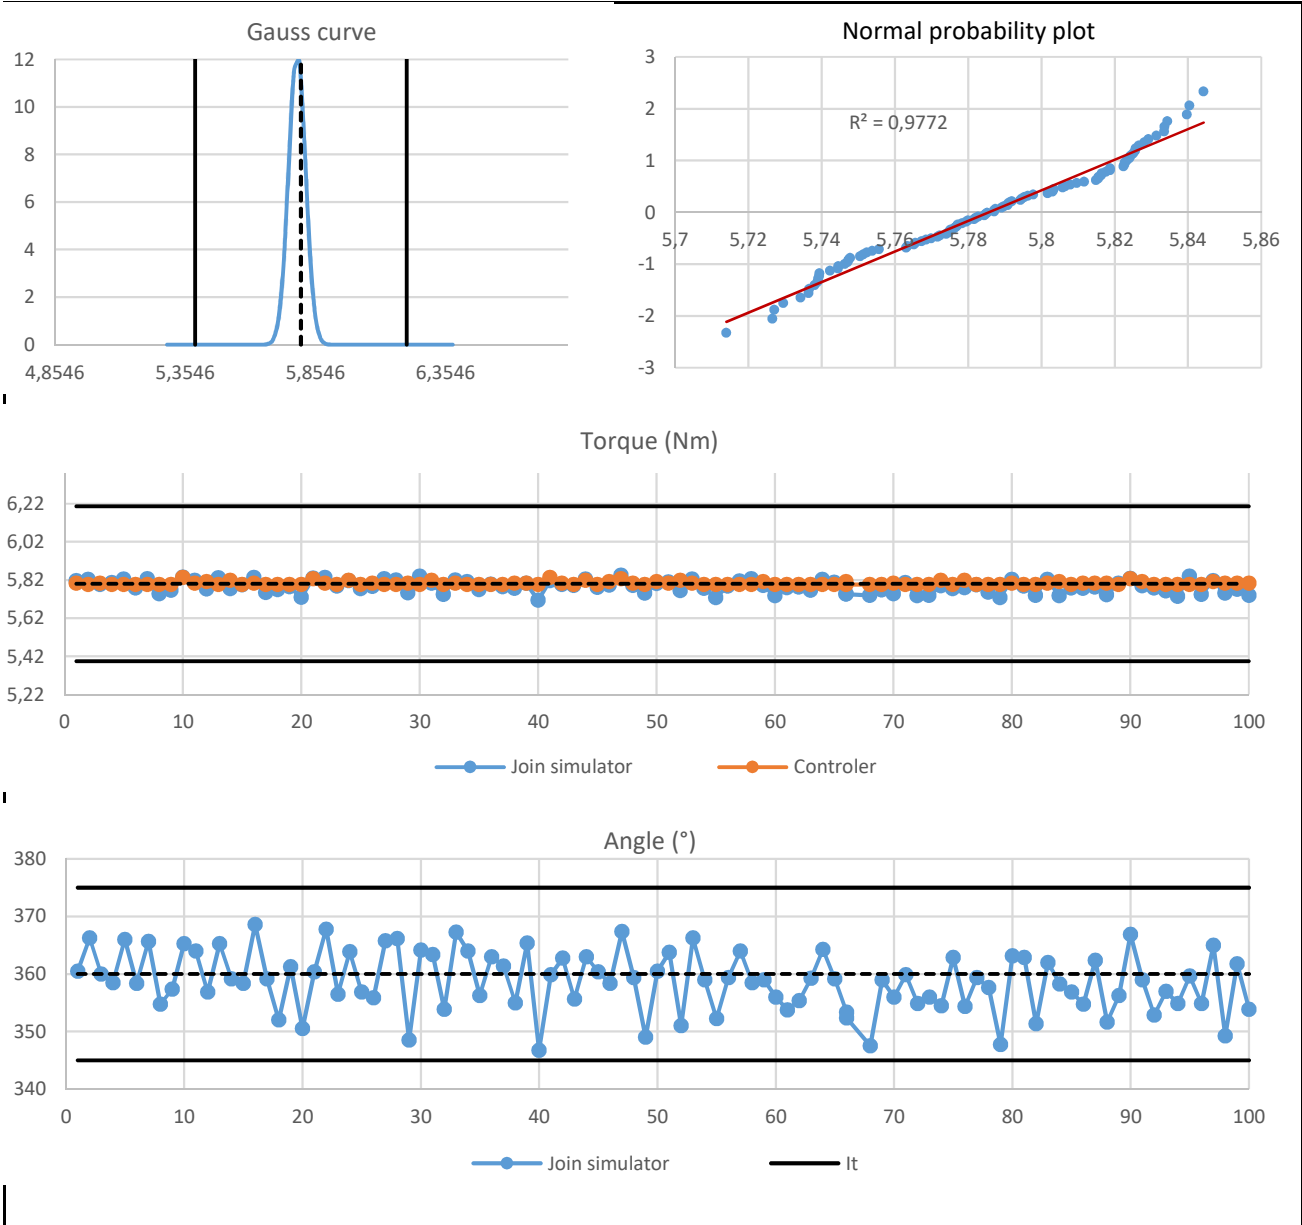 Gauss curve
12
10
8
6
4
2
0
4,8546 5,3546 5,8546 6,3546
Normal probability plot
3
2
1
0
-1
-2
-3
R² = 0,9772
5,7 5,72 5,74 5,76 5,78 5,8 5,82 5,84 5,86
Torque (Nm)
6,22
6,02
5,82
5,62
5,42
5,22
0 10 20 30 40 50 60 70 80 90 100
Join simulator Controler
Angle (°)
380
370
360
350
340
0 10 20 30 40 50 60 70 80 90 100
Join simulator It